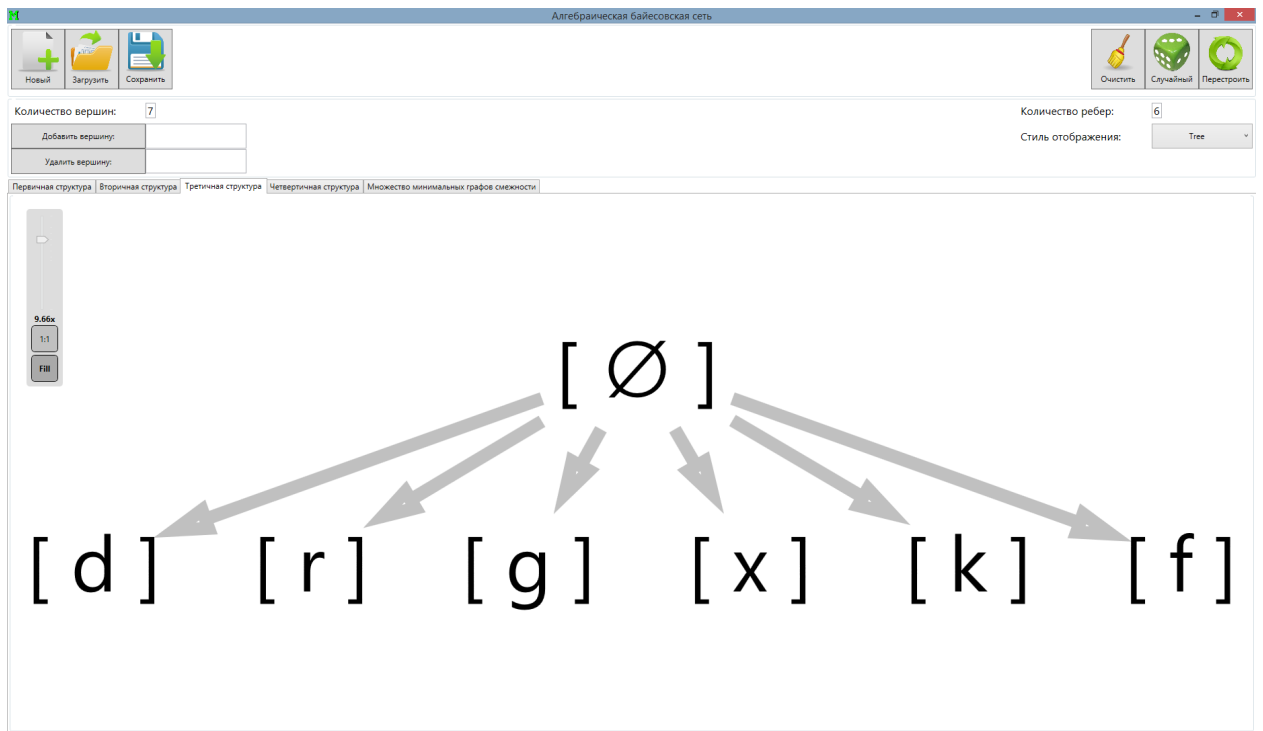 Алгебраическая байесовская сеть
Новый Загрузить Сохранить Очистить Случайный Перестроить
Количество вершин: 7 Количество ребер: 6
Добавить вершину: Стиль отображения: Tree
Удалить вершину:
Первичная структура Вторичная структура Третичная структура Четвертичная структура Множество минимальных графов смежности
9.66x
1:1
Fill
[ ∅ ]
[ d ] [ r ] [ g ] [ x ] [ k ] [ f ]